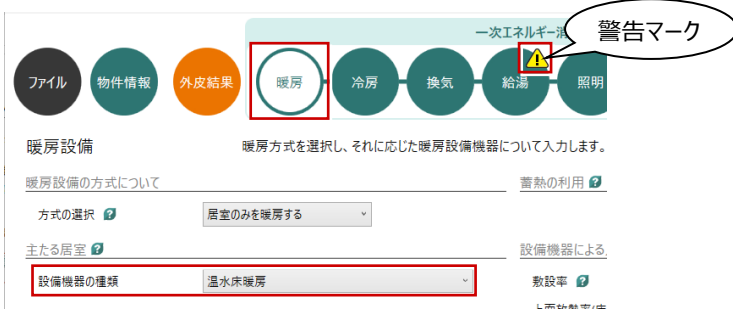 一次エネルギー消
警告マーク
ファイル
物件情報
外皮結果
暖房
冷房
換気
給湯
照明
暖房設備
暖房方式を選択し、それに応じた暖房設備機器について入力します。
暖房設備の方式について
蓄熱の利用 ?
方式の選択 ? 居室のみを暖房する
主たる居室 ?
設備機器による
設備機器の種類 温水床暖房
敷設率 ?